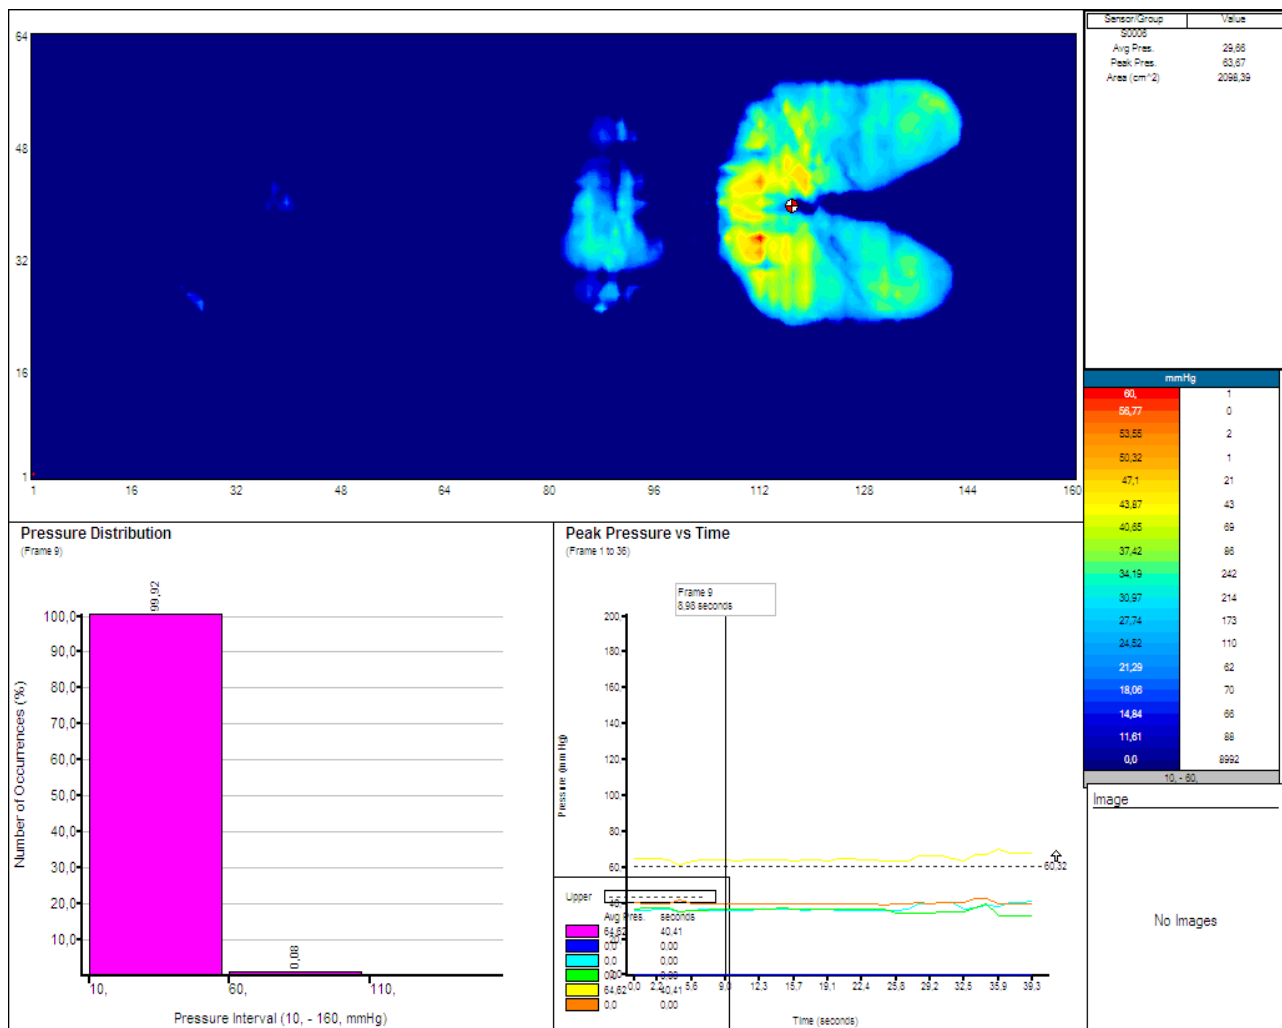 Sensor/Group Value
S0006
Avg Pres. 29,66
Peak Pres. 63,67
Area (cm^2) 2098,39
64
48
32
16
1
1 16 32 48 64 80 96 112 128 144 160
mmHg
60, 1
56,77 0
53,55 2
50,32 1
47,1 21
43,87 43
40,65 69
37,42 86
34,19 242
30,97 214
27,74 173
24,52 110
21,29 62
18,06 70
14,84 66
11,61 88
0,0 8992
10, - 60,
Pressure Distribution
(Frame 9)
99,92
100,0
90,0
80,0
70,0
60,0
50,0
40,0
30,0
20,0
10,0
0,08
10, 60, 110,
Number of Occurrences (%)
Pressure Interval (10, - 160, mmHg)
Peak Pressure vs Time
(Frame 1 to 36)
Frame 9
8,98 seconds
200
180
160
140
120
100
80
60
60,32
Pressure (mm Hg)
Upper
Avg Pres. seconds
64,62 40,41
0,0 0,00
0,0 0,00
64,62 40,41
0,0 0,00
0,0 2,2 5,6 9,0 12,3 15,7 19,1 22,4 25,8 29,2 32,5 35,9 39,3
Time (seconds)
Image
No Images